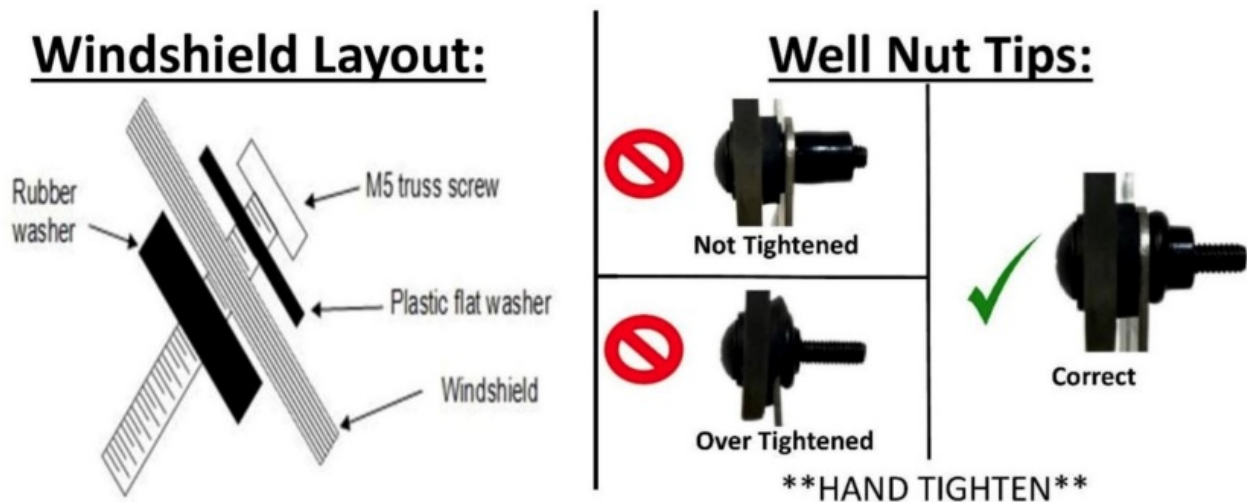 Windshield Layout:
Rubber
washer
M5 truss screw
Plastic flat washer
Windshield
Well Nut Tips:
Not Tightened
Over Tightened
Correct
**HAND TIGHTEN**